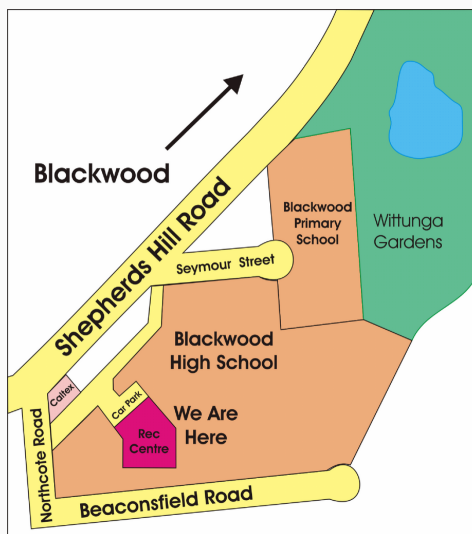 Blackwood
Shepherds Hill Road
Blackwood
Primary
School
Wittunga
Gardens
Seymour Street
Blackwood
High School
Caltex
Car Park
We Are
Here
Rec
Centre
Northcote Road
Beaconsfield Road